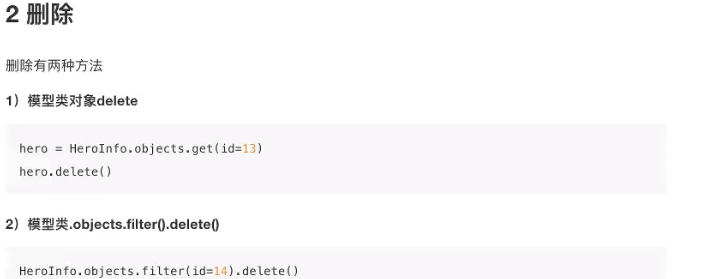 2 删除
删除有两种方法
1）模型类对象delete
hero = HeroInfo.objects.get(id=13)
hero.delete()
2）模型类.objects.filter().delete()
HeroInfo.objects.filter(id=14).delete()